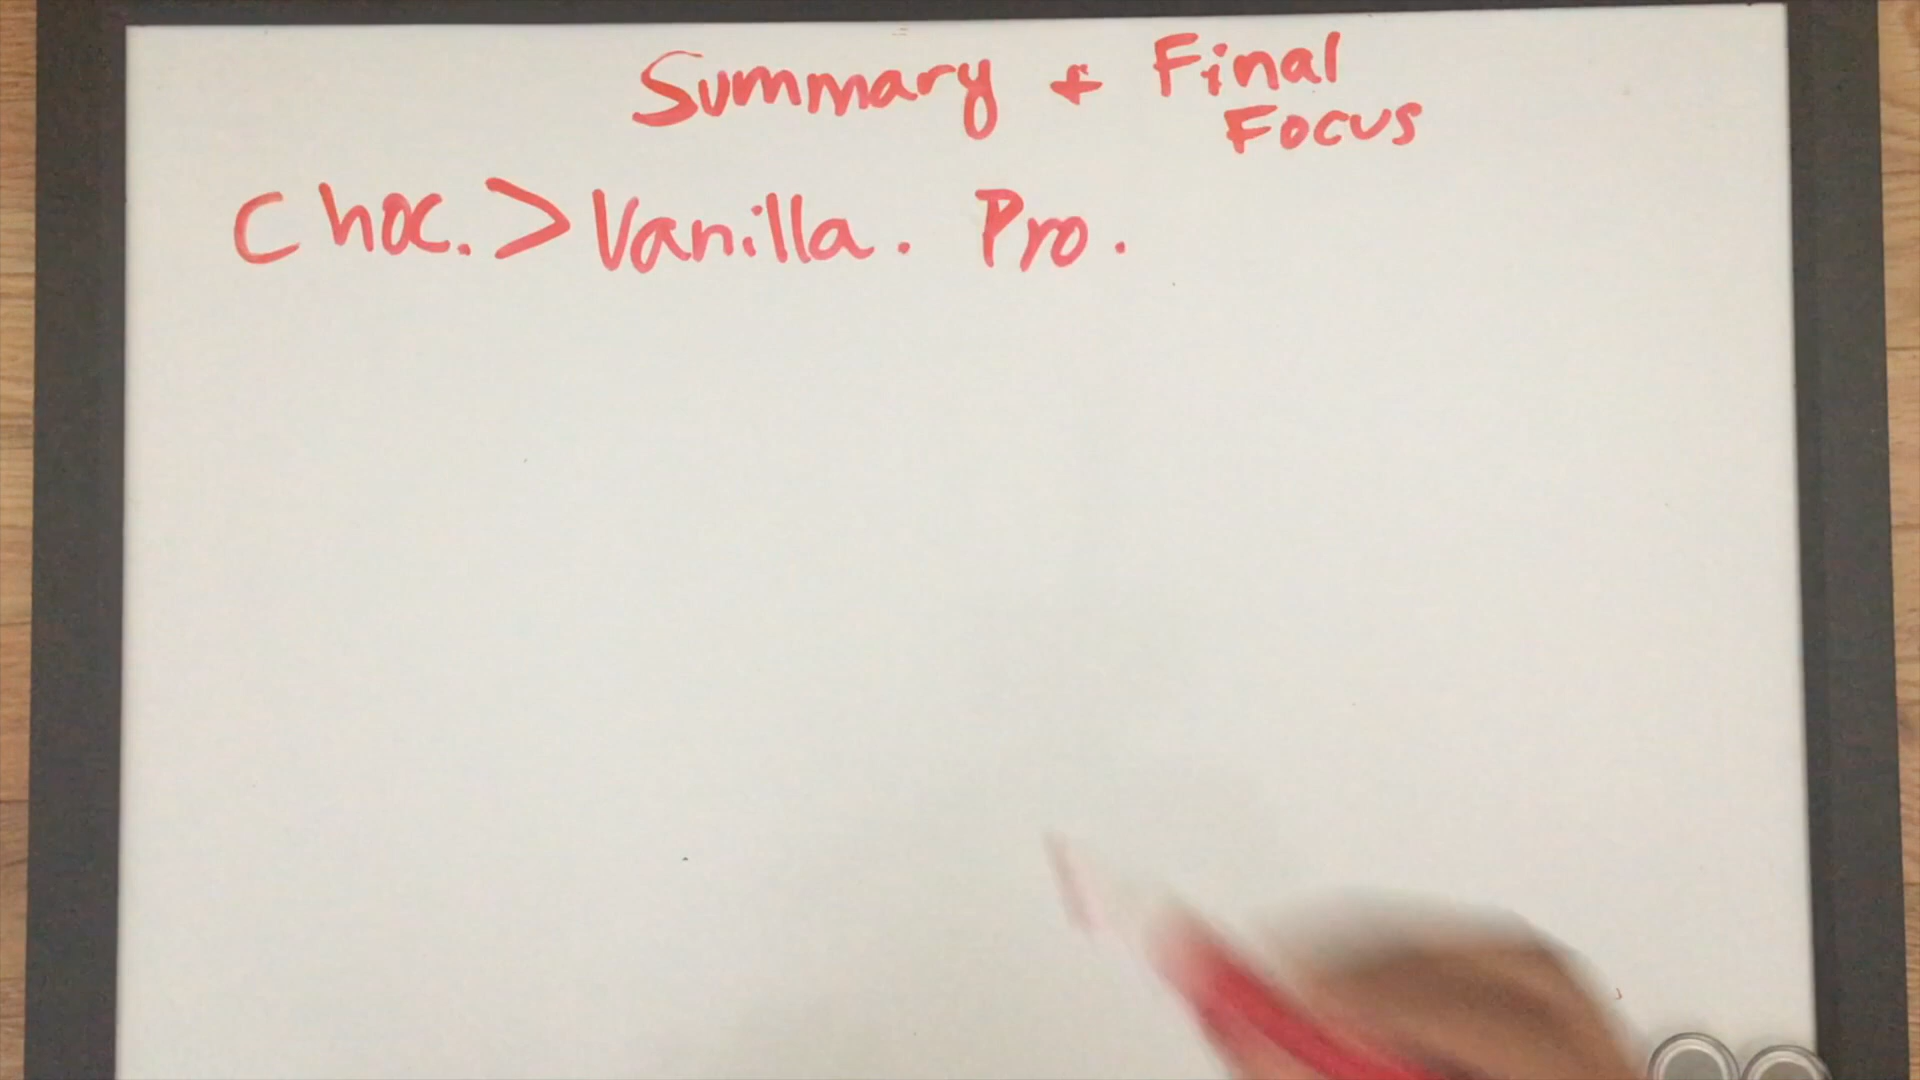 Summary + Final
Focus
Choc. > Vanilla. Pro.